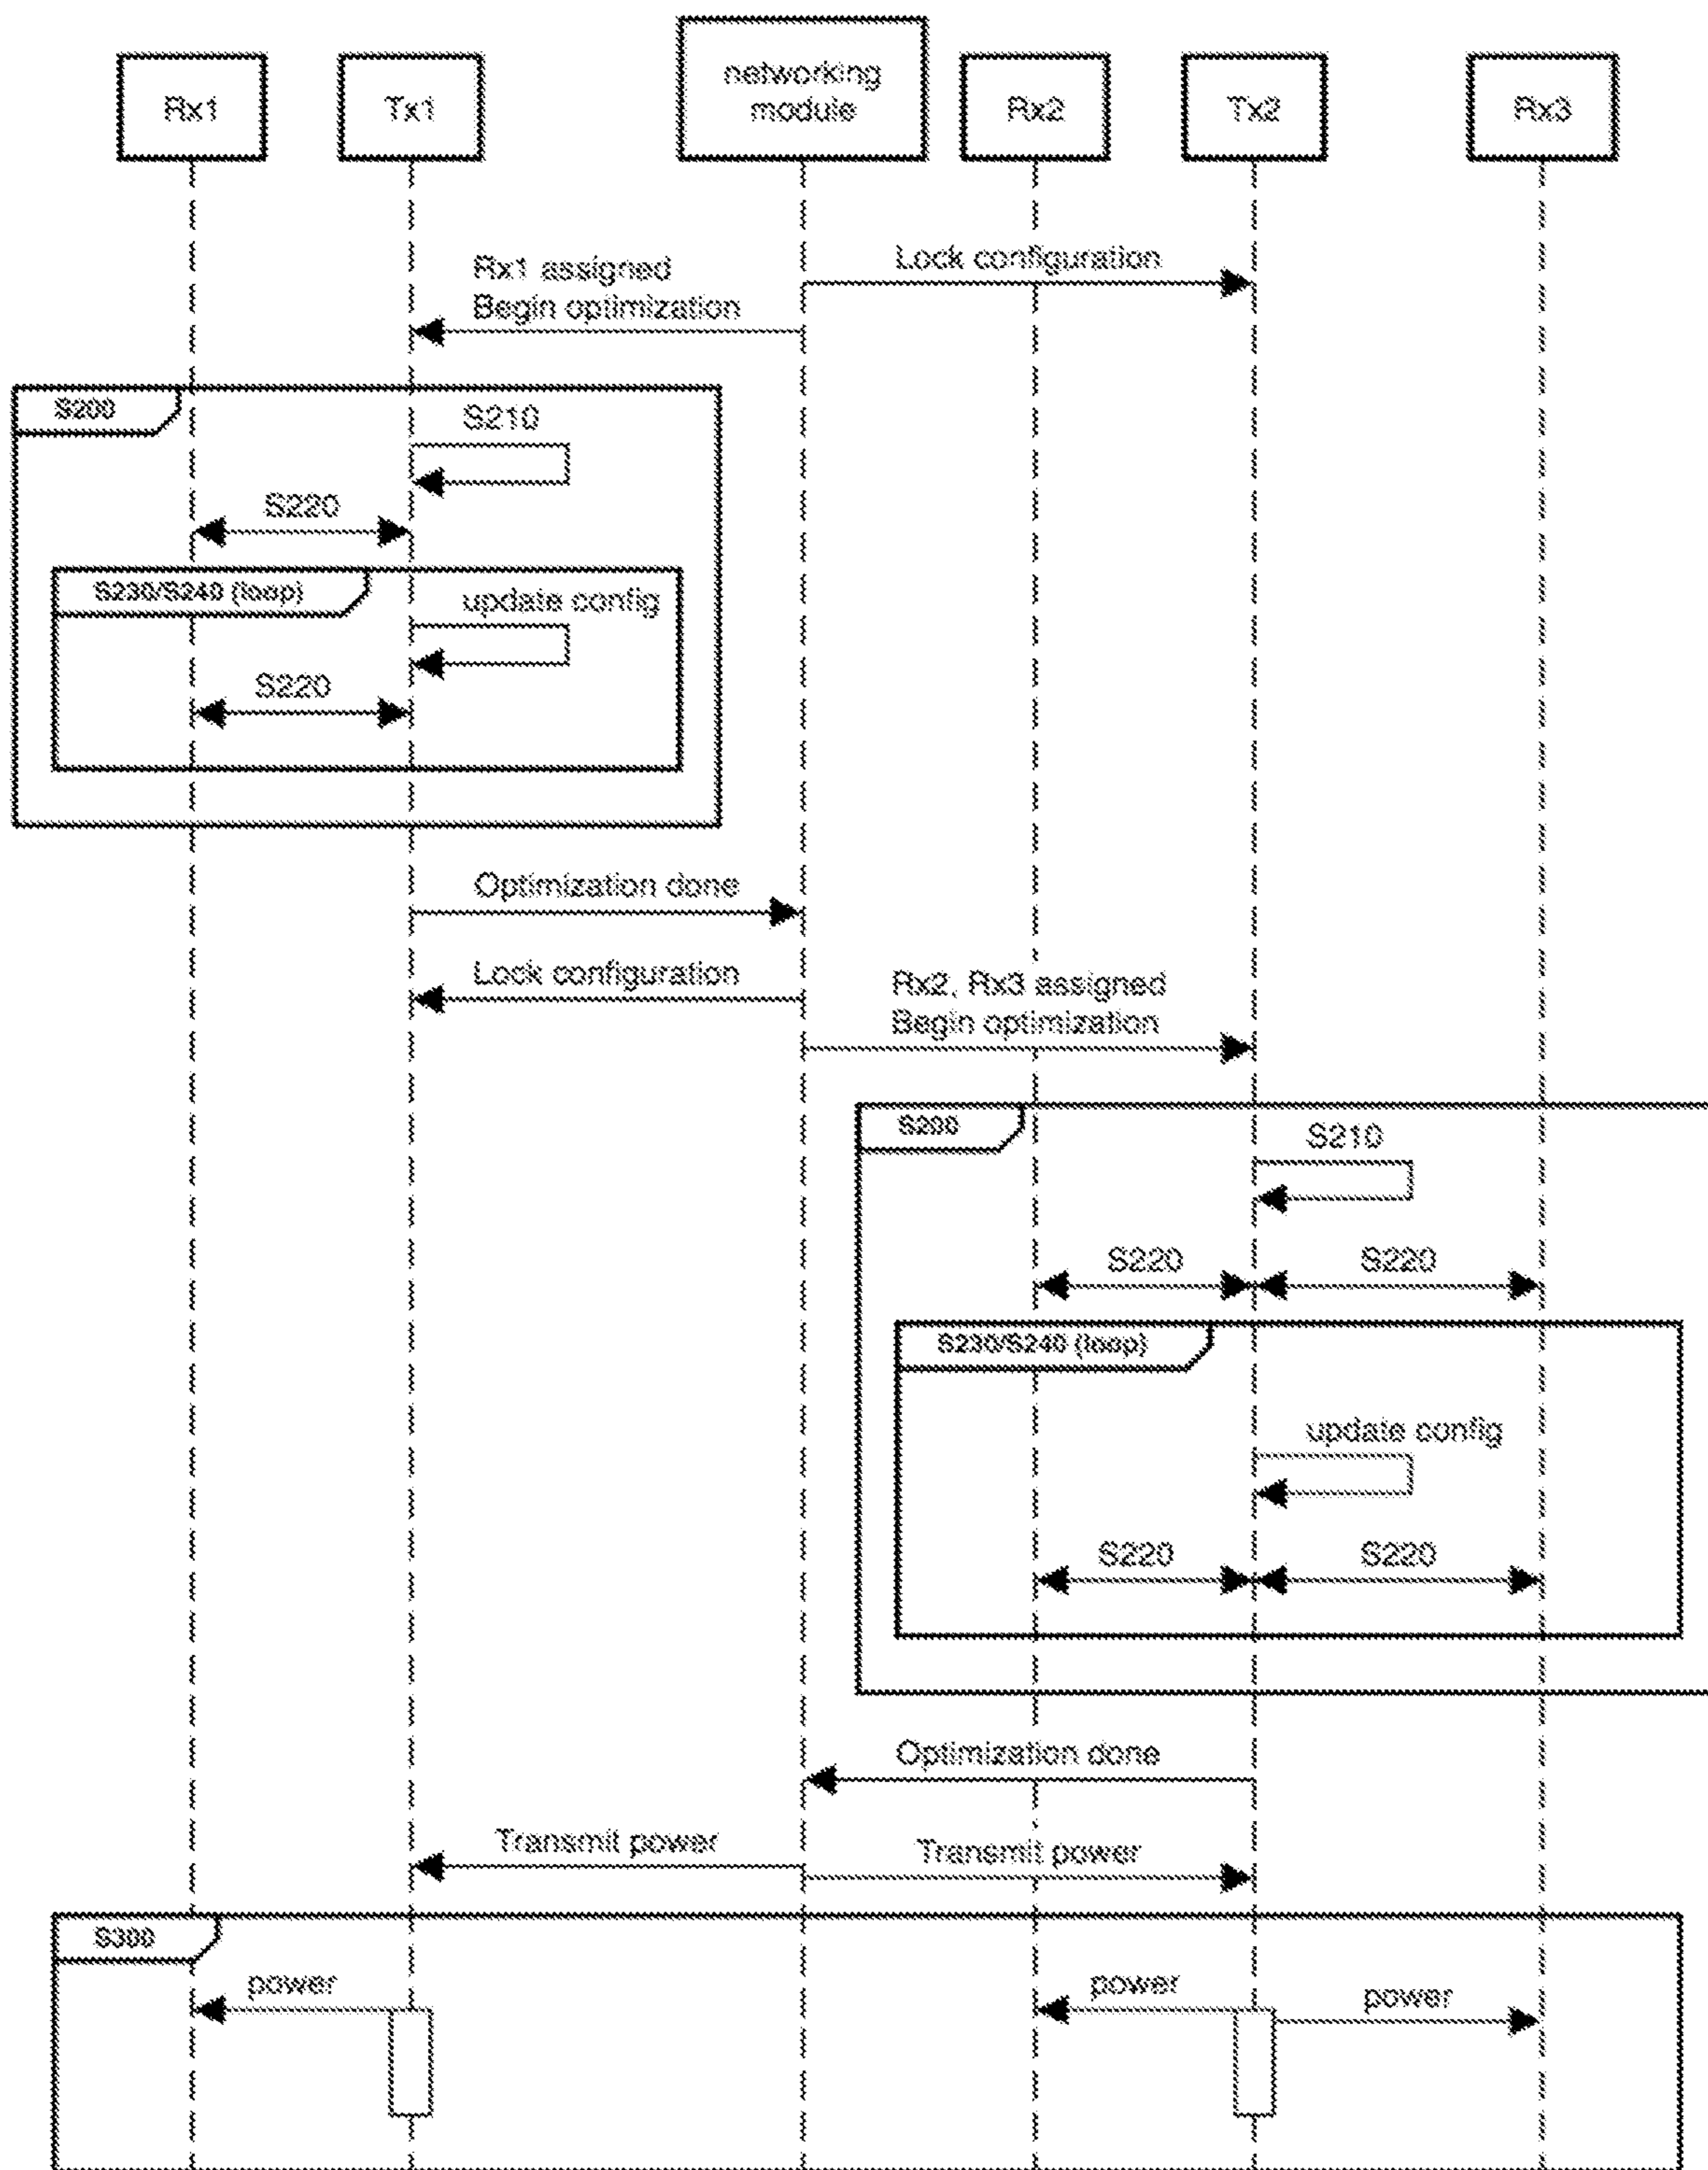 Rx1
Tx1
networking
module
Rx2
Tx2
Rx3
Lock configuration
Rx1 assigned
Begin optimization
S200
S210
S220
S230/S240 (loop)
update config
S220
Optimization done
Lock configuration
Rx2, Rx3 assigned
Begin optimization
S200
S210
S220
S220
S230/S240 (loop)
update config
S220
S220
Optimization done
Transmit power
Transmit power
S300
power
power
power